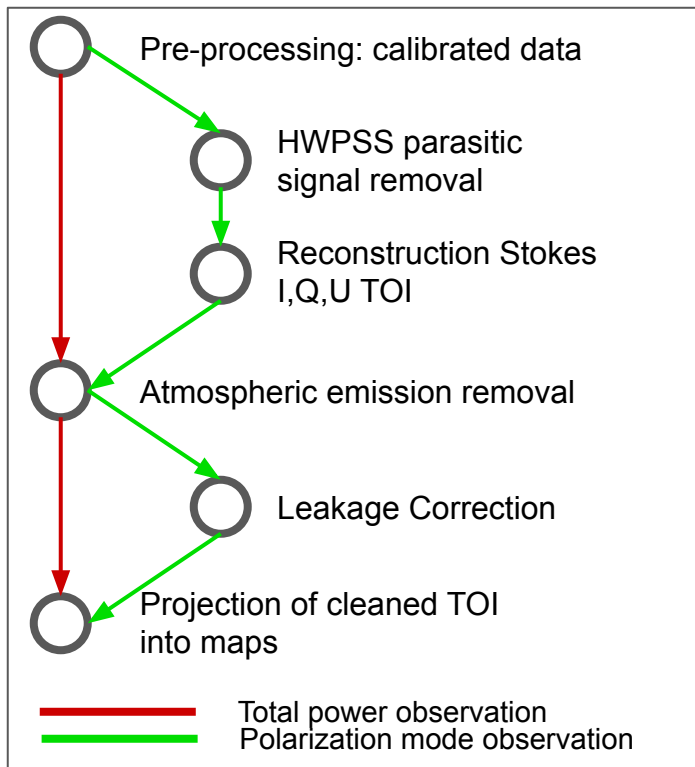 Pre-processing: calibrated data
HWPSS parasitic
signal removal
Reconstruction Stokes
I,Q,U TOI
Atmospheric emission removal
Leakage Correction
Projection of cleaned TOI
into maps
Total power observation
Polarization mode observation